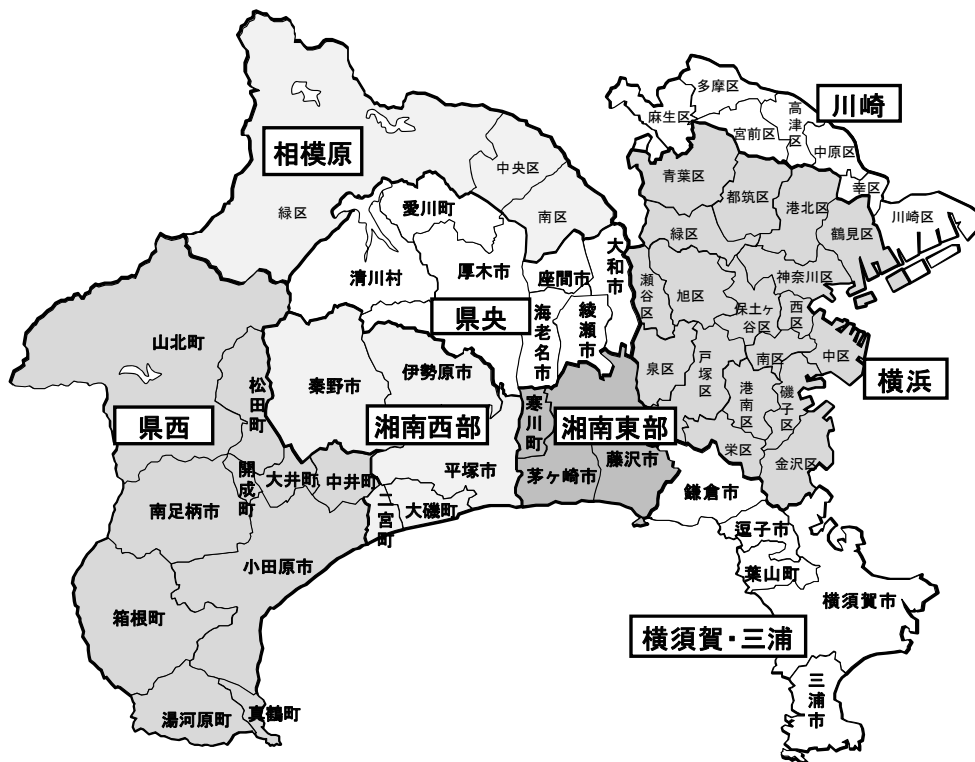 川崎
多摩区
麻生区
宮前区
高津区
中原区
幸区
川崎区
相模原
緑区
中央区
南区
横浜
青葉区
都筑区
港北区
鶴見区
緑区
神奈川区
瀬谷区
旭区
保土ヶ谷区
西区
中区
南区
泉区
戸塚区
港南区
磯子区
栄区
金沢区
県央
愛川町
清川村
厚木市
座間市
大和市
海老名市
綾瀬市
県西
山北町
松田町
開成町
大井町
中井町
南足柄市
小田原市
箱根町
湯河原町
真鶴町
湘南西部
秦野市
伊勢原市
平塚市
大磯町
二宮町
湘南東部
寒川町
茅ヶ崎市
藤沢市
横須賀・三浦
鎌倉市
逗子市
葉山町
横須賀市
三浦市